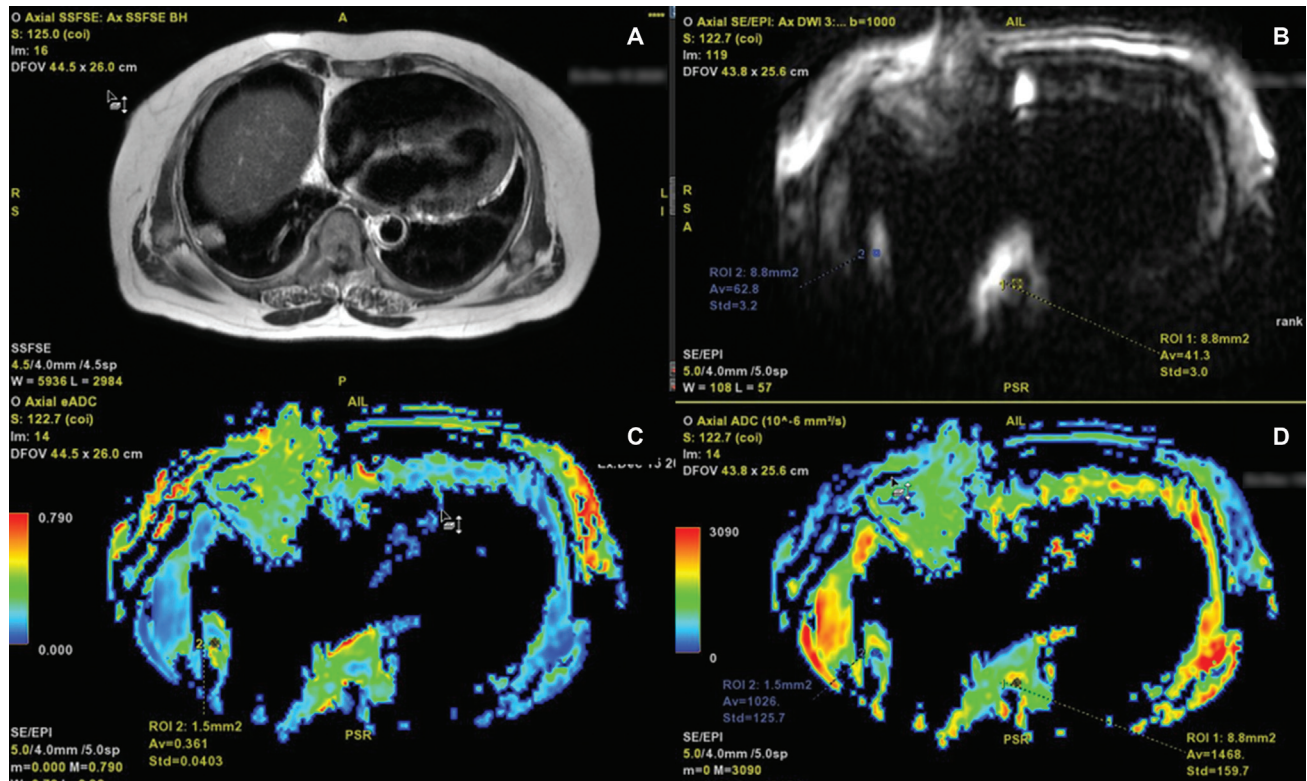 O Axial SSFSE: Ax SSFSE BH
S: 125.0 (coi)
Im: 16
DFOV 44.5 x 26.0 cm
A
A
R
S
L
I
SSFSE
4.5/4.0mm /4.5sp
W = 5936 L = 2984
P
O Axial SE/EPI: Ax DWI 3:... b=1000
S: 122.7 (coi)
Im: 119
DFOV 43.8 x 25.6 cm
AIL
B
R
S
A
2
ROI 2: 8.8mm2
Av=62.8
Std=3.2
1
rank
ROI 1: 8.8mm2
Av=41.3
Std=3.0
SE/EPI
5.0/4.0mm /5.0sp
W = 108 L = 57
PSR
O Axial eADC
S: 122.7 (coi)
Im: 14
DFOV 44.5 x 26.0 cm
AIL
C
0.790
0.000
2
ROI 2: 1.5mm2
Av=0.361
Std=0.0403
PSR
SE/EPI
5.0/4.0mm /5.0sp
m=0.000 M=0.790
O Axial ADC (10^-6 mm²/s)
S: 122.7 (coi)
Im: 14
DFOV 43.8 x 25.6 cm
AIL
D
3090
0
2
ROI 2: 1.5mm2
Av=1026.
Std=125.7
1
PSR
ROI 1: 8.8mm2
Av=1468.
Std=159.7
SE/EPI
5.0/4.0mm /5.0sp
m=0 M=3090